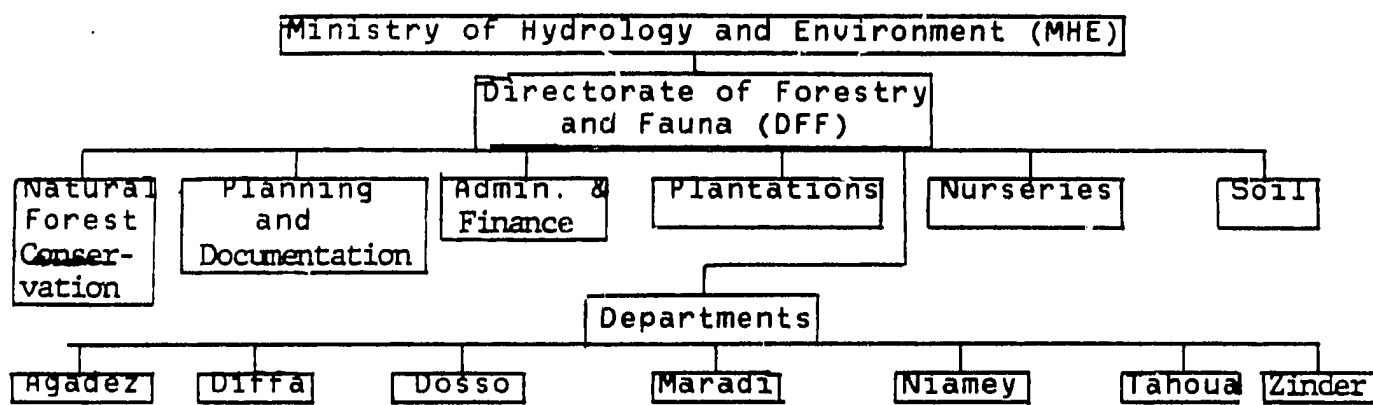 Ministry of Hydrology and Environment (MHE)
Directorate of Forestry
and Fauna (DFF)
Natural
Forest
Conser-
vation
Planning
and
Documentation
Admin. &
Finance
Plantations
Nurseries
Soil
Departments
Agadez
Diffa
Dosso
Maradi
Niamey
Tahoua
Zinder